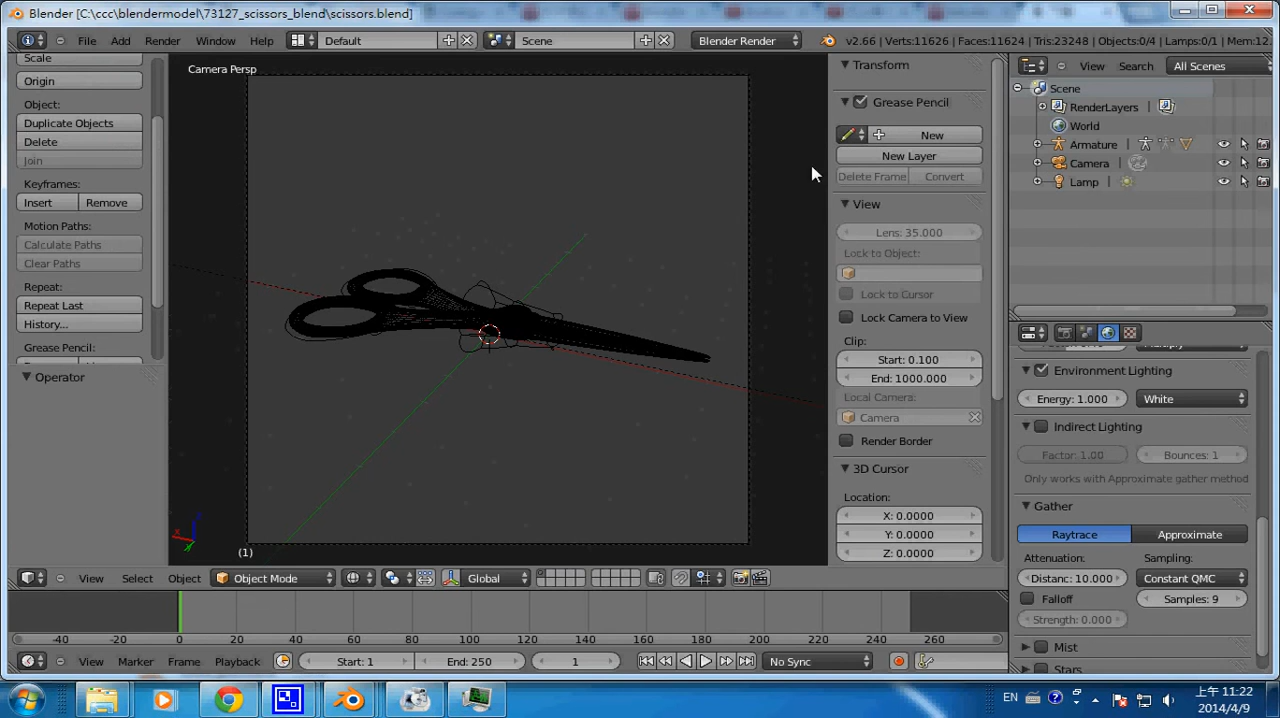 Blender [C:\ccc\blendermodel\73127_scissors_blend\scissors.blend]
File Add Render Window Help Default Scene Blender Render v2.66 | Verts:11626 | Faces:11624 | Tris:23248 | Objects:0/4 | Lamps:0/1 | Mem:12.
Scale
Origin
Object:
Duplicate Objects
Delete
Join
Keyframes:
Insert Remove
Motion Paths:
Calculate Paths
Clear Paths
Repeat:
Repeat Last
History...
Grease Pencil:
Operator
Camera Persp
(1)
x
z
y
Transform
Grease Pencil
New
New Layer
Delete Frame Convert
View
Lens: 35.000
Lock to Object:
Lock to Cursor
Lock Camera to View
Clip:
Start: 0.100
End: 1000.000
Local Camera:
Camera
Render Border
3D Cursor
Location:
X: 0.0000
Y: 0.0000
Z: 0.0000
View Search All Scenes
Scene
RenderLayers
World
Armature
Camera
Lamp
Multiply
Environment Lighting
Energy: 1.000 White
Indirect Lighting
Factor: 1.00 Bounces: 1
Only works with Approximate gather method
Gather
Raytrace Approximate
Attenuation: Sampling:
Distanc: 10.000 Constant QMC
Falloff Samples: 9
Strength: 0.000
Mist
Stars
View Select Object Object Mode Global
-40 -20 0 20 40 60 80 100 120 140 160 180 200 220 240 260
View Marker Frame Playback Start: 1 End: 250 1 No Sync
EN
上午 11:22
2014/4/9